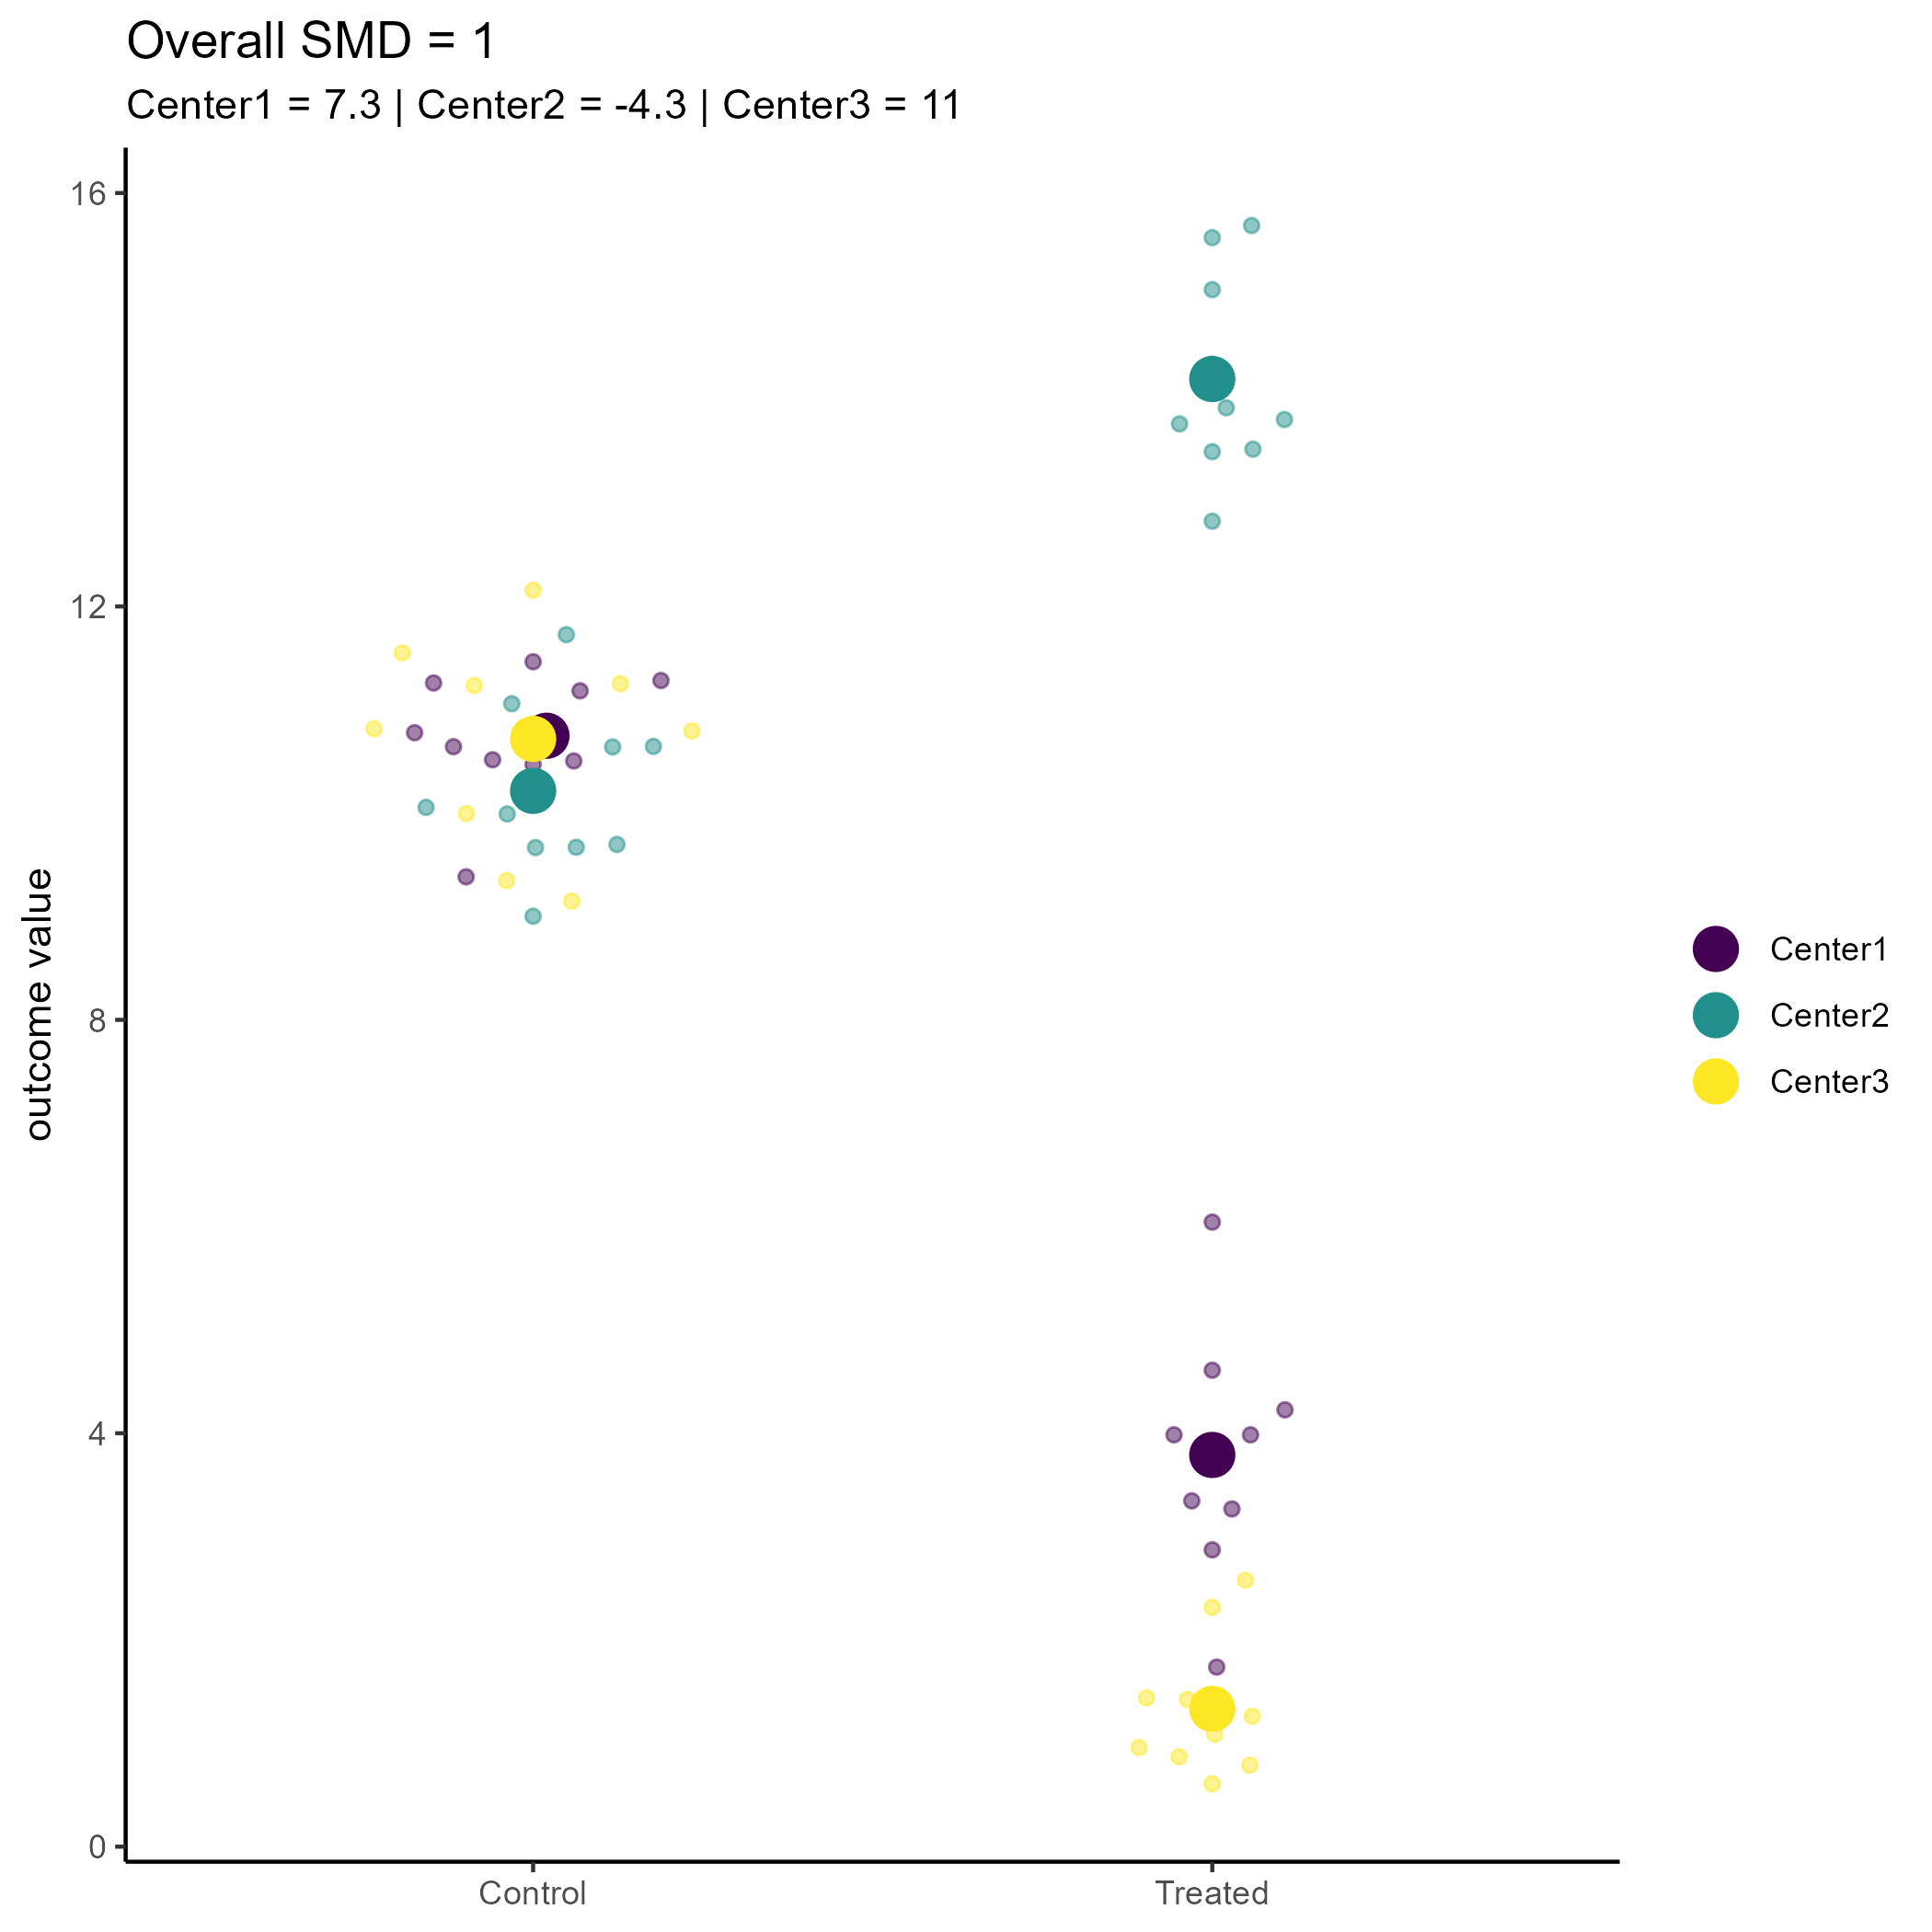 Overall SMD = 1
Center1 = 7.3 | Center2 = -4.3 | Center3 = 11
16
12
8
4
0
outcome value
Control
Treated
Center1
Center2
Center3